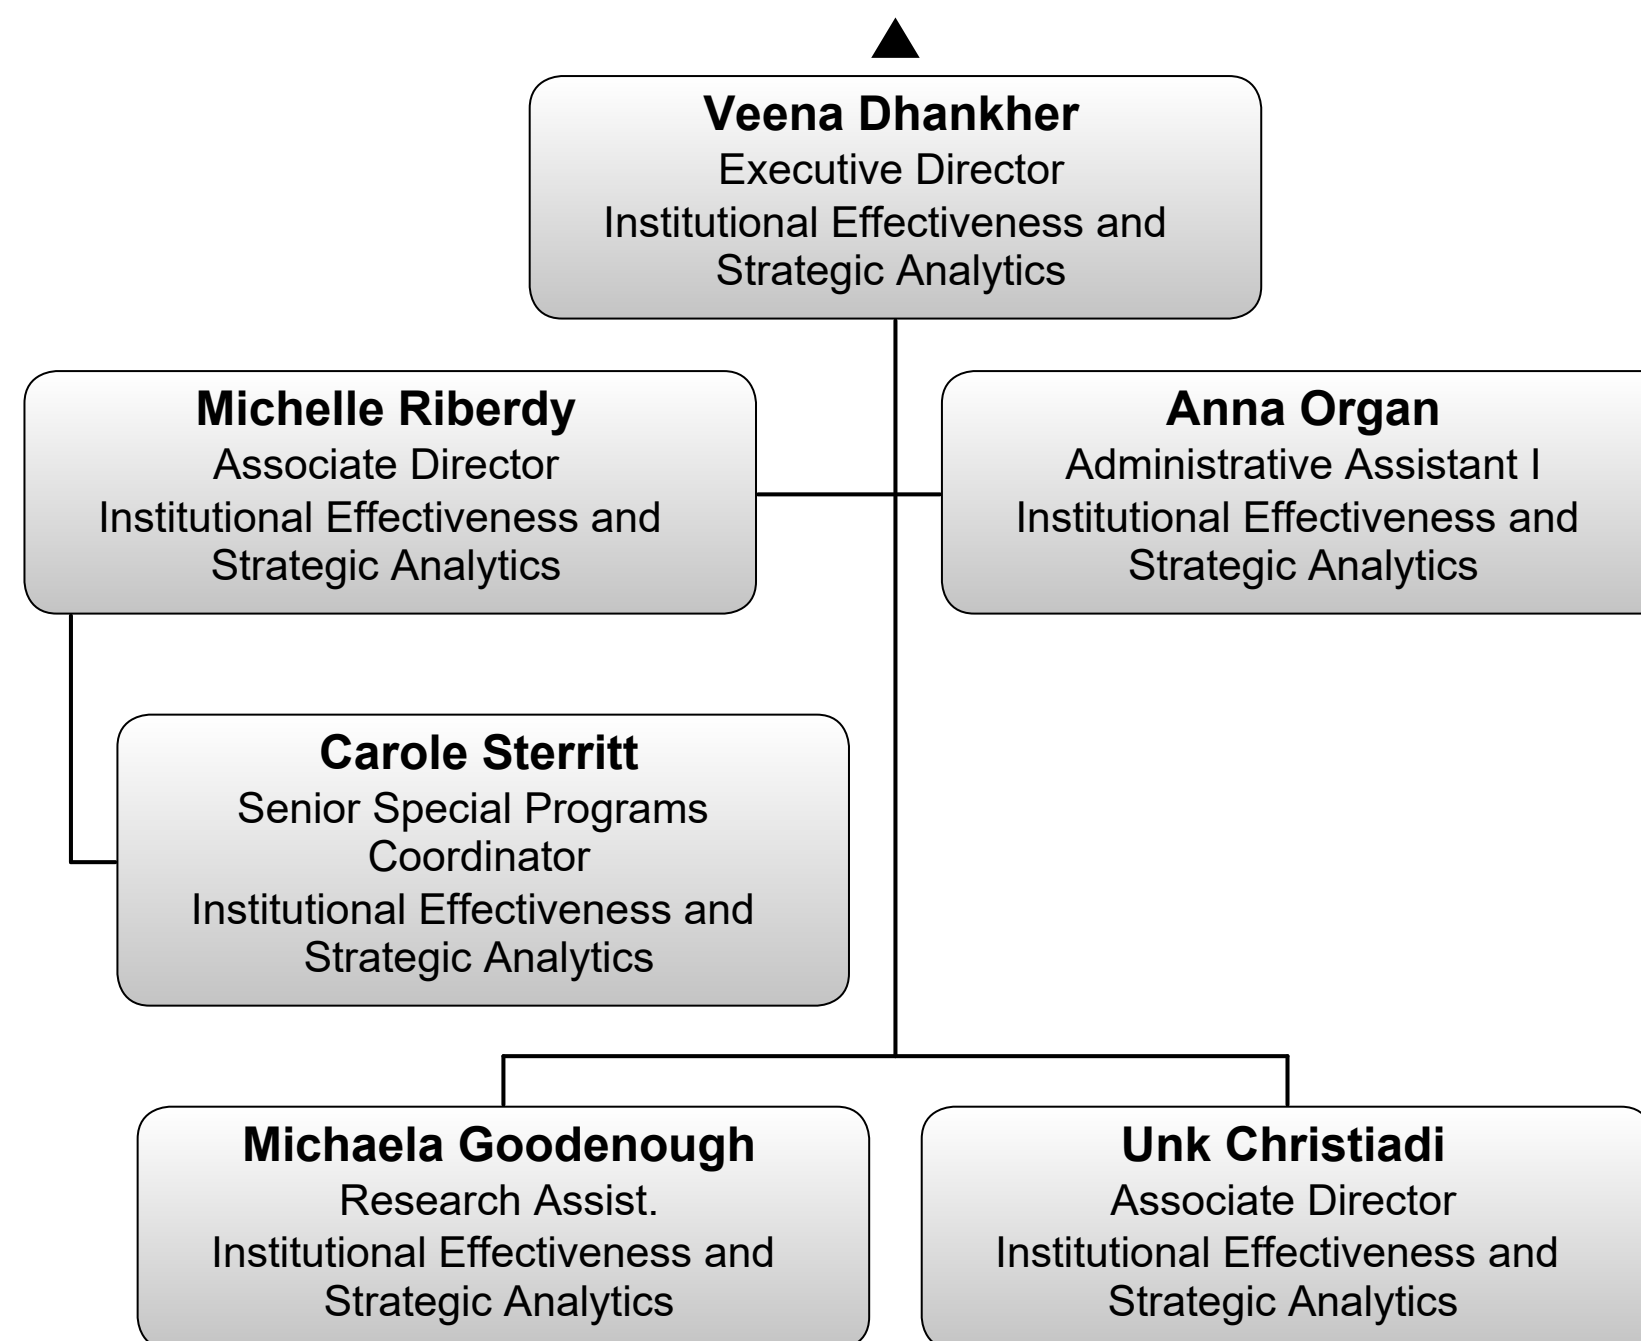 Veena Dhankher
Executive Director
Institutional Effectiveness and
Strategic Analytics
Michelle Riberdy
Associate Director
Institutional Effectiveness and
Strategic Analytics
Anna Organ
Administrative Assistant I
Institutional Effectiveness and
Strategic Analytics
Carole Sterritt
Senior Special Programs
Coordinator
Institutional Effectiveness and
Strategic Analytics
Michaela Goodenough
Research Assist.
Institutional Effectiveness and
Strategic Analytics
Unk Christiadi
Associate Director
Institutional Effectiveness and
Strategic Analytics